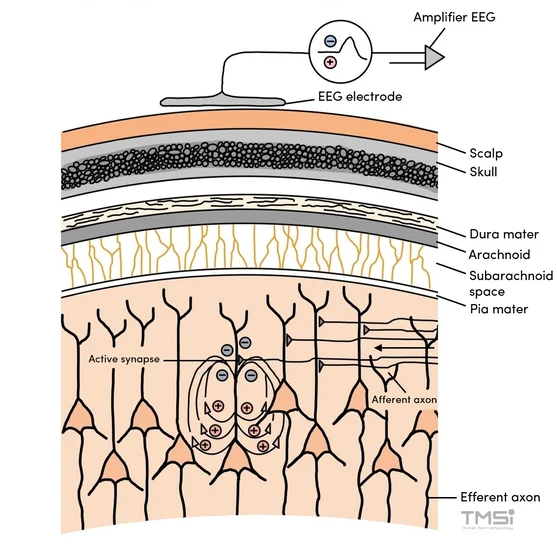 Amplifier EEG
EEG electrode
Scalp
Skull
Dura mater
Arachnoid
Subarachnoid
space
Pia mater
Active synapse
Afferent axon
Efferent axon
TMSi